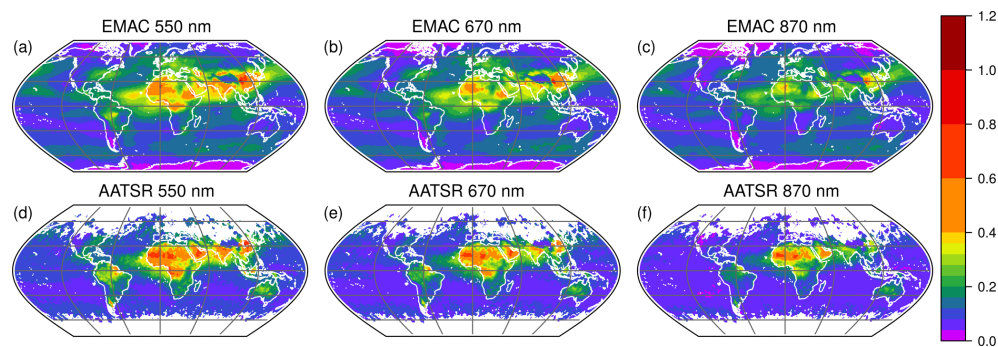 EMAC 550 nm
EMAC 670 nm
EMAC 870 nm
(a)
(b)
(c)
AATSR 550 nm
AATSR 670 nm
AATSR 870 nm
(d)
(e)
(f)
1.2
1.0
0.8
0.6
0.4
0.2
0.0